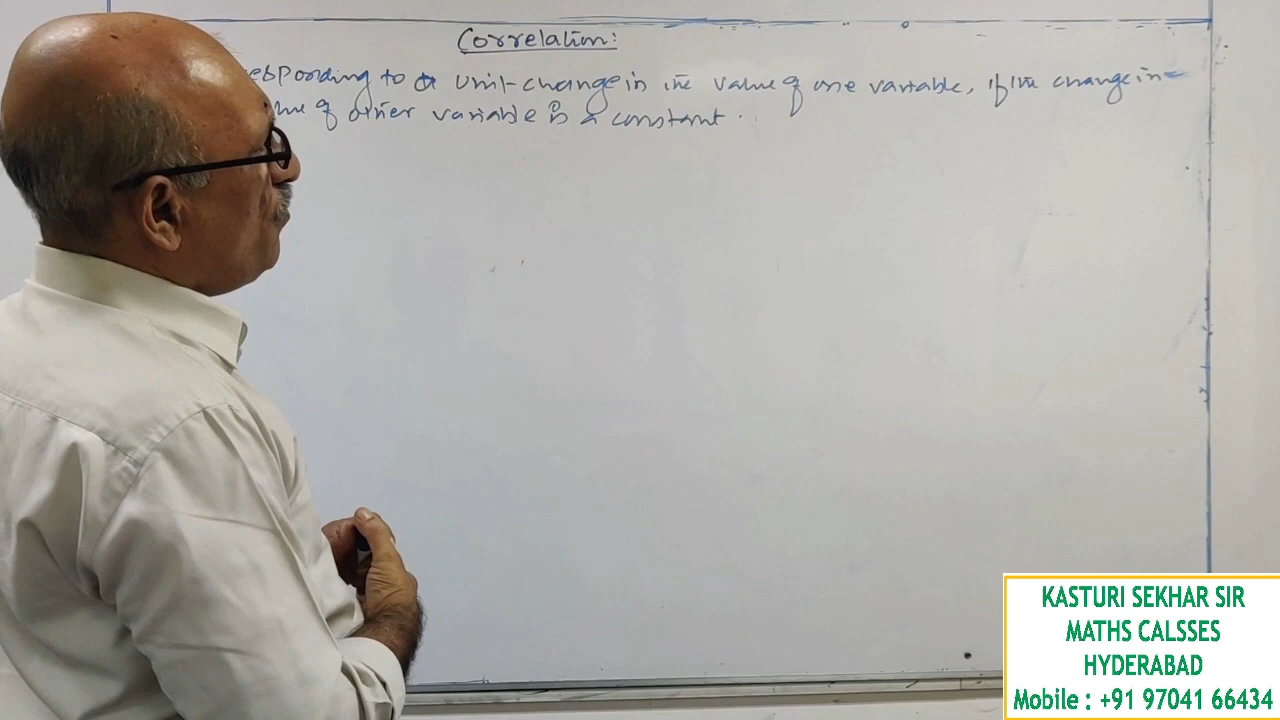 Correlation:
esponding to a unit change in the value of one variable, if the change in
lue of other variable is a constant.
KASTURI SEKHAR SIR
MATHS CALSSES
HYDERABAD
Mobile : +91 97041 66434